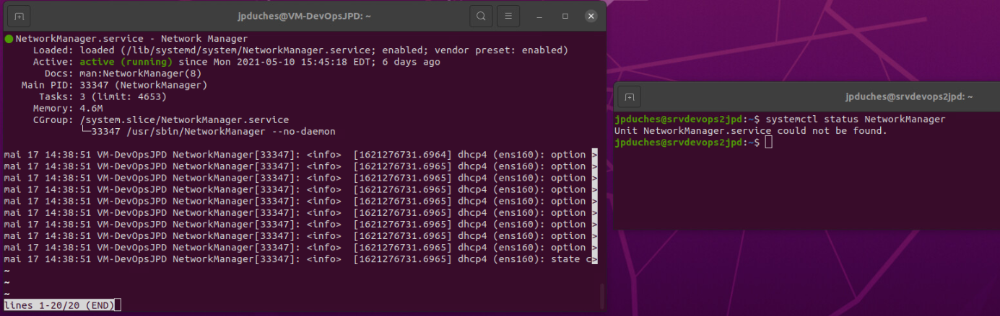 jpduches@VM-DevOpsJPD: ~
● NetworkManager.service - Network Manager
     Loaded: loaded (/lib/systemd/system/NetworkManager.service; enabled; vendor preset: enabled)
     Active: active (running) since Mon 2021-05-10 15:45:18 EDT; 6 days ago
       Docs: man:NetworkManager(8)
   Main PID: 33347 (NetworkManager)
      Tasks: 3 (limit: 4653)
     Memory: 4.6M
     CGroup: /system.slice/NetworkManager.service
             └─33347 /usr/sbin/NetworkManager --no-daemon
mai 17 14:38:51 VM-DevOpsJPD NetworkManager[33347]: <info>  [1621276731.6964] dhcp4 (ens160): option >
mai 17 14:38:51 VM-DevOpsJPD NetworkManager[33347]: <info>  [1621276731.6965] dhcp4 (ens160): option >
mai 17 14:38:51 VM-DevOpsJPD NetworkManager[33347]: <info>  [1621276731.6965] dhcp4 (ens160): option >
mai 17 14:38:51 VM-DevOpsJPD NetworkManager[33347]: <info>  [1621276731.6965] dhcp4 (ens160): option >
mai 17 14:38:51 VM-DevOpsJPD NetworkManager[33347]: <info>  [1621276731.6965] dhcp4 (ens160): option >
mai 17 14:38:51 VM-DevOpsJPD NetworkManager[33347]: <info>  [1621276731.6965] dhcp4 (ens160): option >
mai 17 14:38:51 VM-DevOpsJPD NetworkManager[33347]: <info>  [1621276731.6965] dhcp4 (ens160): option >
mai 17 14:38:51 VM-DevOpsJPD NetworkManager[33347]: <info>  [1621276731.6965] dhcp4 (ens160): option >
mai 17 14:38:51 VM-DevOpsJPD NetworkManager[33347]: <info>  [1621276731.6965] dhcp4 (ens160): option >
mai 17 14:38:51 VM-DevOpsJPD NetworkManager[33347]: <info>  [1621276731.6965] dhcp4 (ens160): state c>
~
~
~
lines 1-20/20 (END)
jpduches@srvdevops2jpd: ~
jpduches@srvdevops2jpd:~$ systemctl status NetworkManager
Unit NetworkManager.service could not be found.
jpduches@srvdevops2jpd:~$